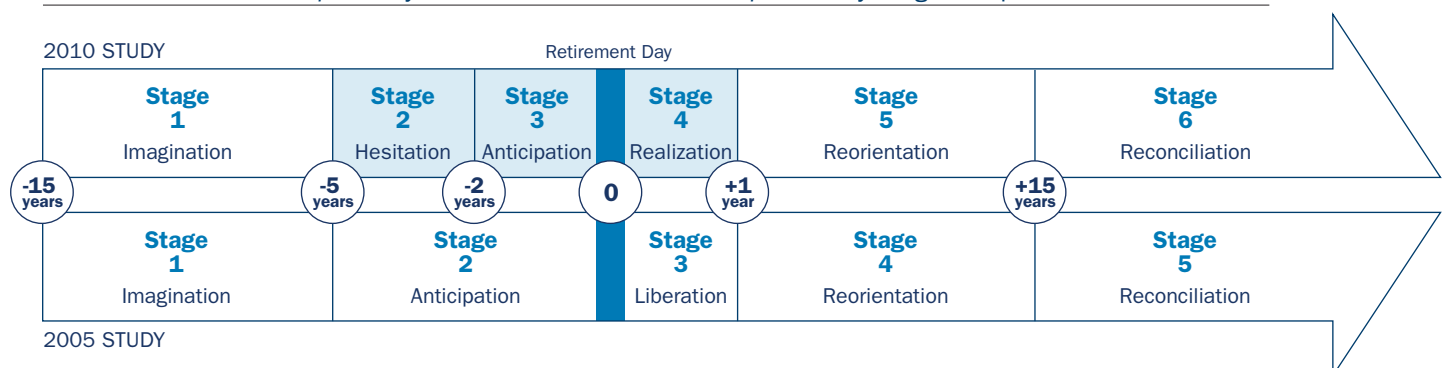 2010 STUDY
Retirement Day
Stage
1
Imagination
Stage
2
Hesitation
Stage
3
Anticipation
Stage
4
Realization
Stage
5
Reorientation
Stage
6
Reconciliation
-15
years
-5
years
-2
years
0
+1
year
+15
years
Stage
1
Imagination
Stage
2
Anticipation
Stage
3
Liberation
Stage
4
Reorientation
Stage
5
Reconciliation
2005 STUDY